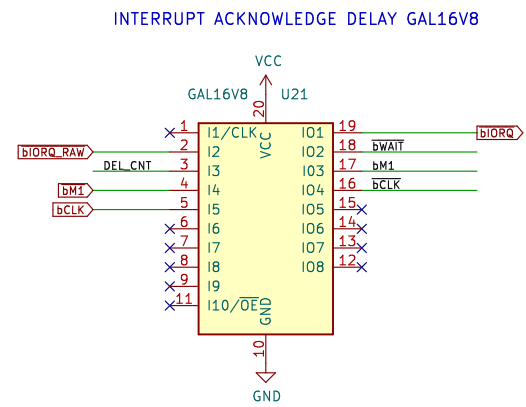 INTERRUPT ACKNOWLEDGE DELAY GAL16V8
VCC
GAL16V8 U21
20
VCC
1 I1/CLK IO1 19 bIORQ
bIORQ_RAW 2 I2 IO2 18 bWAIT
DEL_CNT 3 I3 IO3 17 bM1
bM1 4 I4 IO4 16 bCLK
bCLK 5 I5 IO5 15
6 I6 IO6 14
7 I7 IO7 13
8 I8 IO8 12
9 I9
11 I10/OE
GND
10
GND